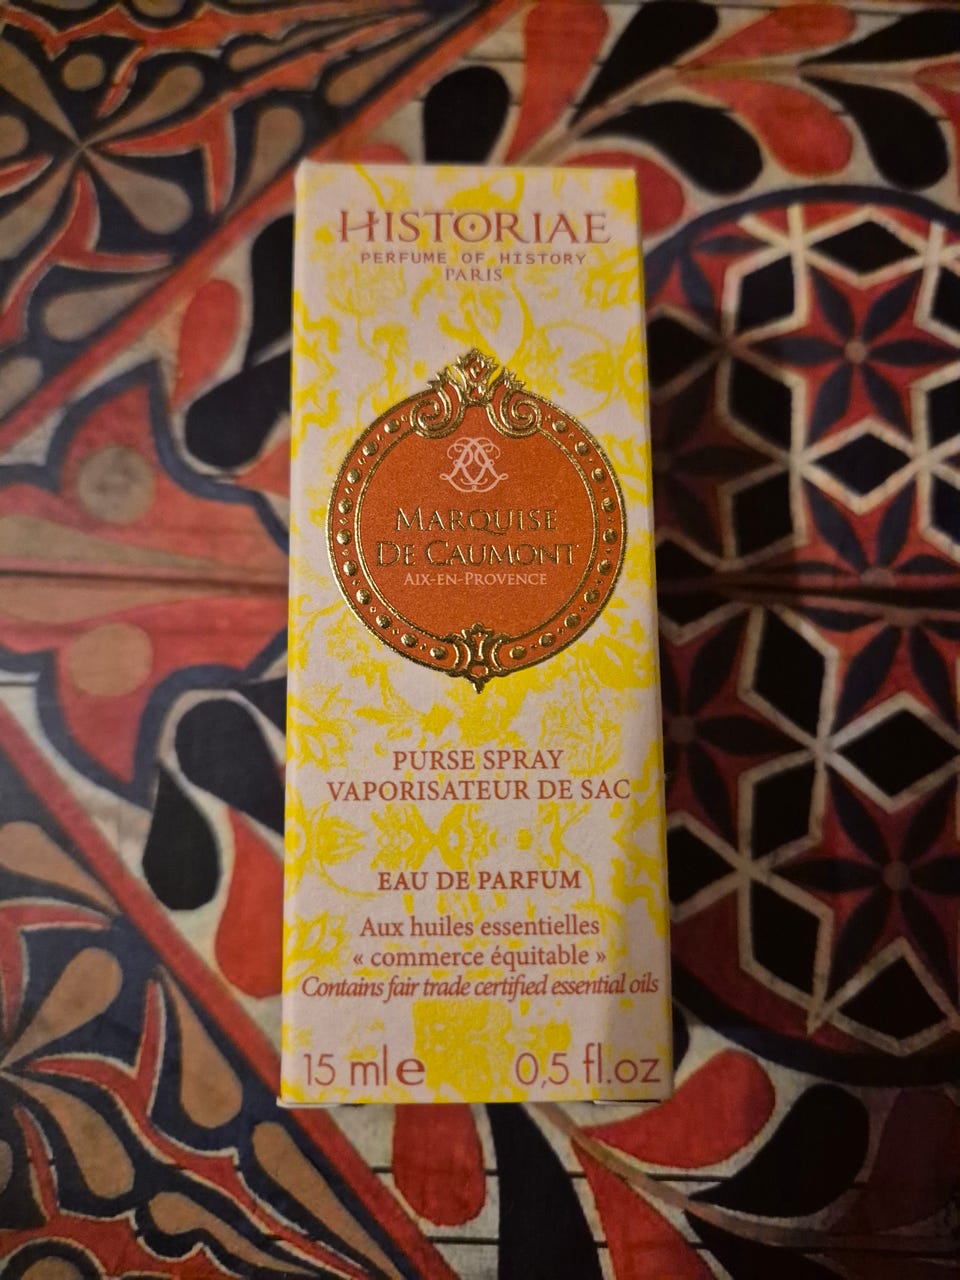 HISTORIAE
PERFUME OF HISTORY
PARIS
MARQUISE
DE CAUMONT
AIX-EN-PROVENCE
PURSE SPRAY
VAPORISATEUR DE SAC
EAU DE PARFUM
Aux huiles essentielles
« commerce équitable »
Contains fair trade certified essential oils
15 ml e 0,5 fl.oz